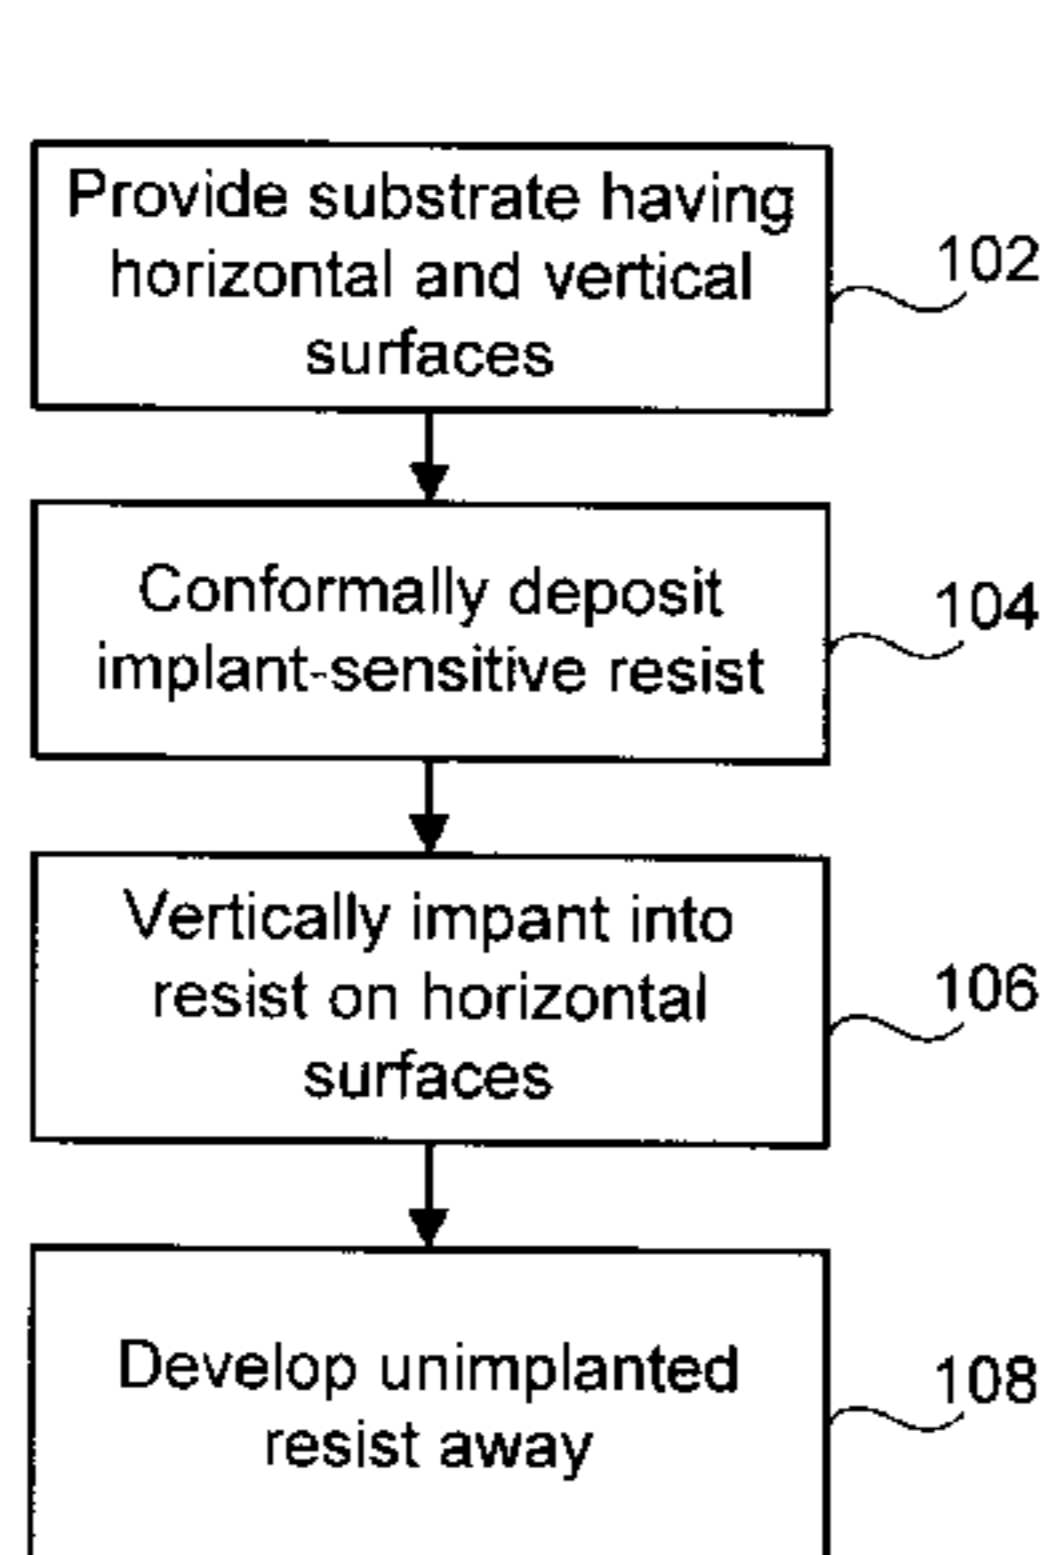 Provide substrate having
horizontal and vertical
surfaces
102
Conformally deposit
implant-sensitive resist
104
Vertically impant into
resist on horizontal
surfaces
106
Develop unimplanted
resist away
108